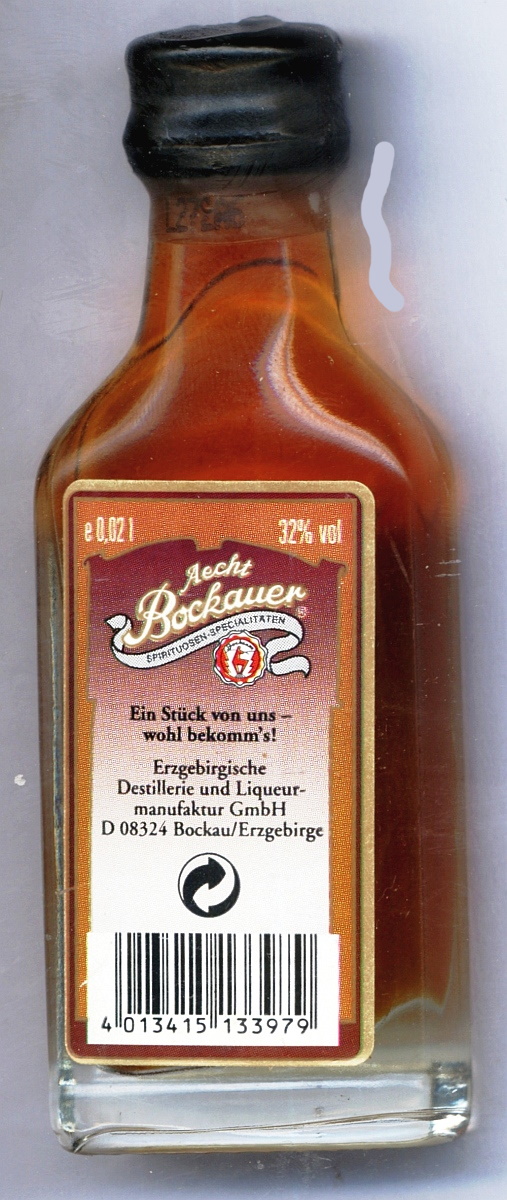 e 0,02 l 32% vol
Aecht
Bockauer ®
SPIRITUOSEN-SPECIALITÄTEN
Ein Stück von uns –
wohl bekomm's!
Erzgebirgische
Destillerie und Liqueur-
manufaktur GmbH
D 08324 Bockau/Erzgebirge
4 013415 133979